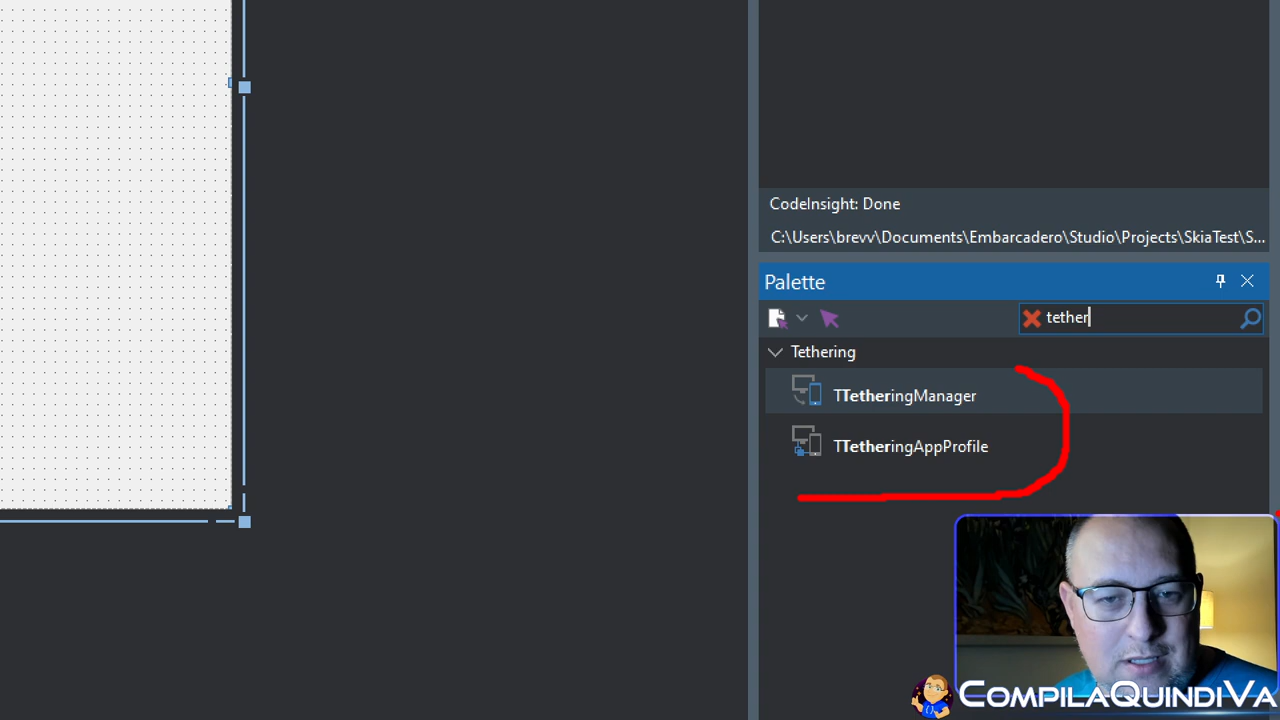 CodeInsight: Done
C:\Users\brevv\Documents\Embarcadero\Studio\Projects\SkiaTest\S...
Palette
tether
Tethering
TTetheringManager
TTetheringAppProfile
CompilaQuindiVa